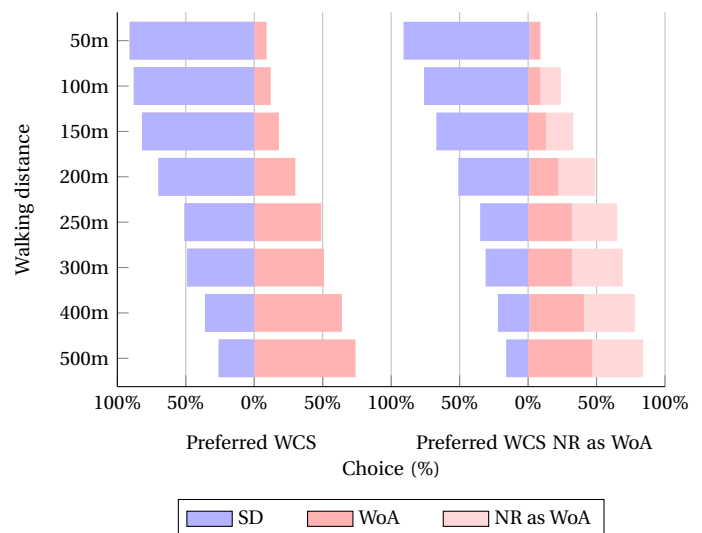 50m
100m
150m
200m
250m
300m
400m
500m
Walking distance
100% 50% 0% 50% 100% 50% 0% 50% 100%
Preferred WCS Preferred WCS NR as WoA
Choice (%)
SD WoA NR as WoA